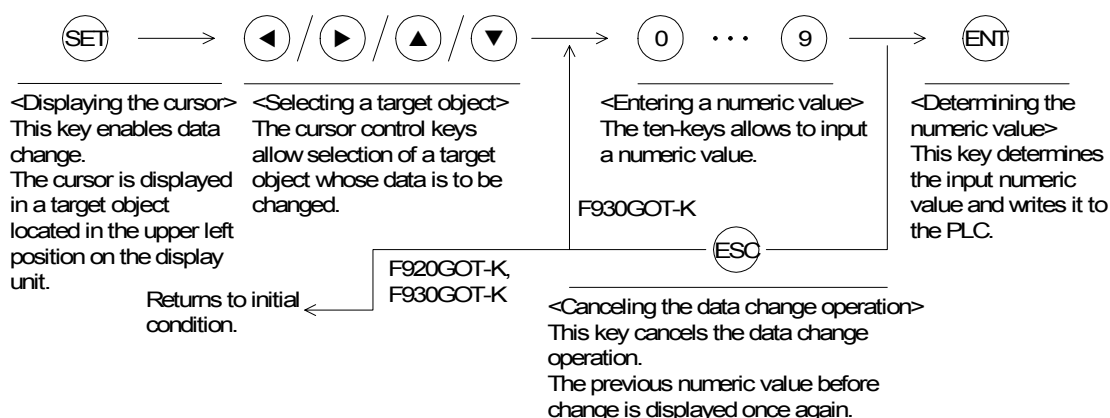 SET
0 ··· 9
ENT
<Displaying the cursor>
This key enables data
change.
The cursor is displayed
in a target object
located in the upper left
position on the display
unit.
<Selecting a target object>
The cursor control keys
allow selection of a target
object whose data is to be
changed.
<Entering a numeric value>
The ten-keys allows to input
a numeric value.
<Determining the
numeric value>
This key determines
the input numeric
value and writes it to
the PLC.
F930GOT-K
ESC
F920GOT-K,
F930GOT-K
Returns to initial
condition.
<Canceling the data change operation>
This key cancels the data change
operation.
The previous numeric value before
change is displayed once again.